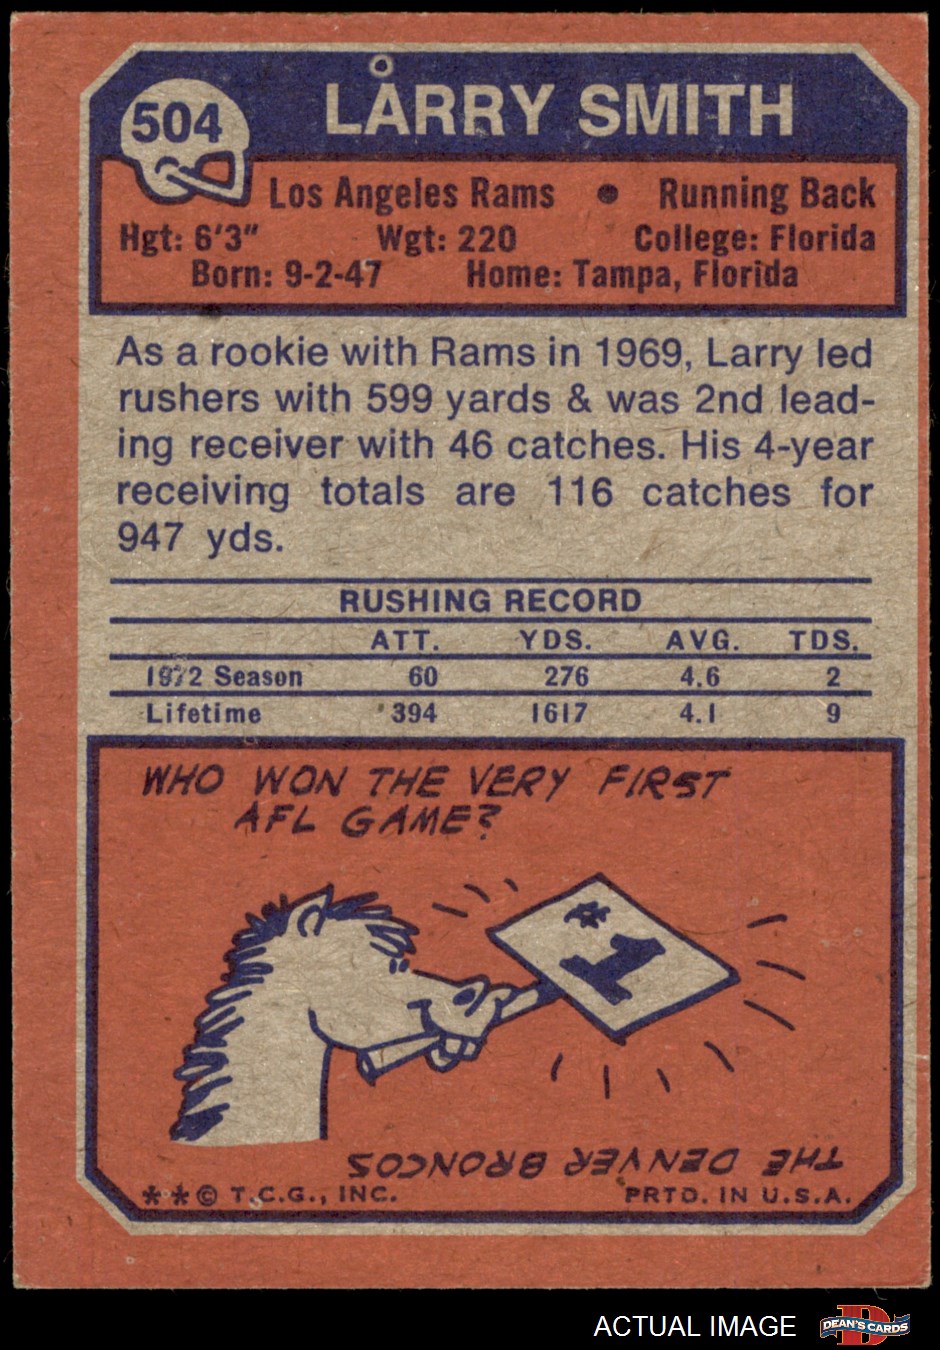 504
LARRY SMITH
Los Angeles Rams • Running Back
Hgt: 6'3" Wgt: 220 College: Florida
Born: 9-2-47 Home: Tampa, Florida
As a rookie with Rams in 1969, Larry led
rushers with 599 yards & was 2nd lead-
ing receiver with 46 catches. His 4-year
receiving totals are 116 catches for
947 yds.
RUSHING RECORD
ATT. YDS. AVG. TDS.
1972 Season 60 276 4.6 2
Lifetime 394 1617 4.1 9
WHO WON THE VERY FIRST
AFL GAME?
#1
THE DENVER BRONCOS
**© T.C.G., INC. PRTD. IN U.S.A.
ACTUAL IMAGE
D
DEAN'S CARDS